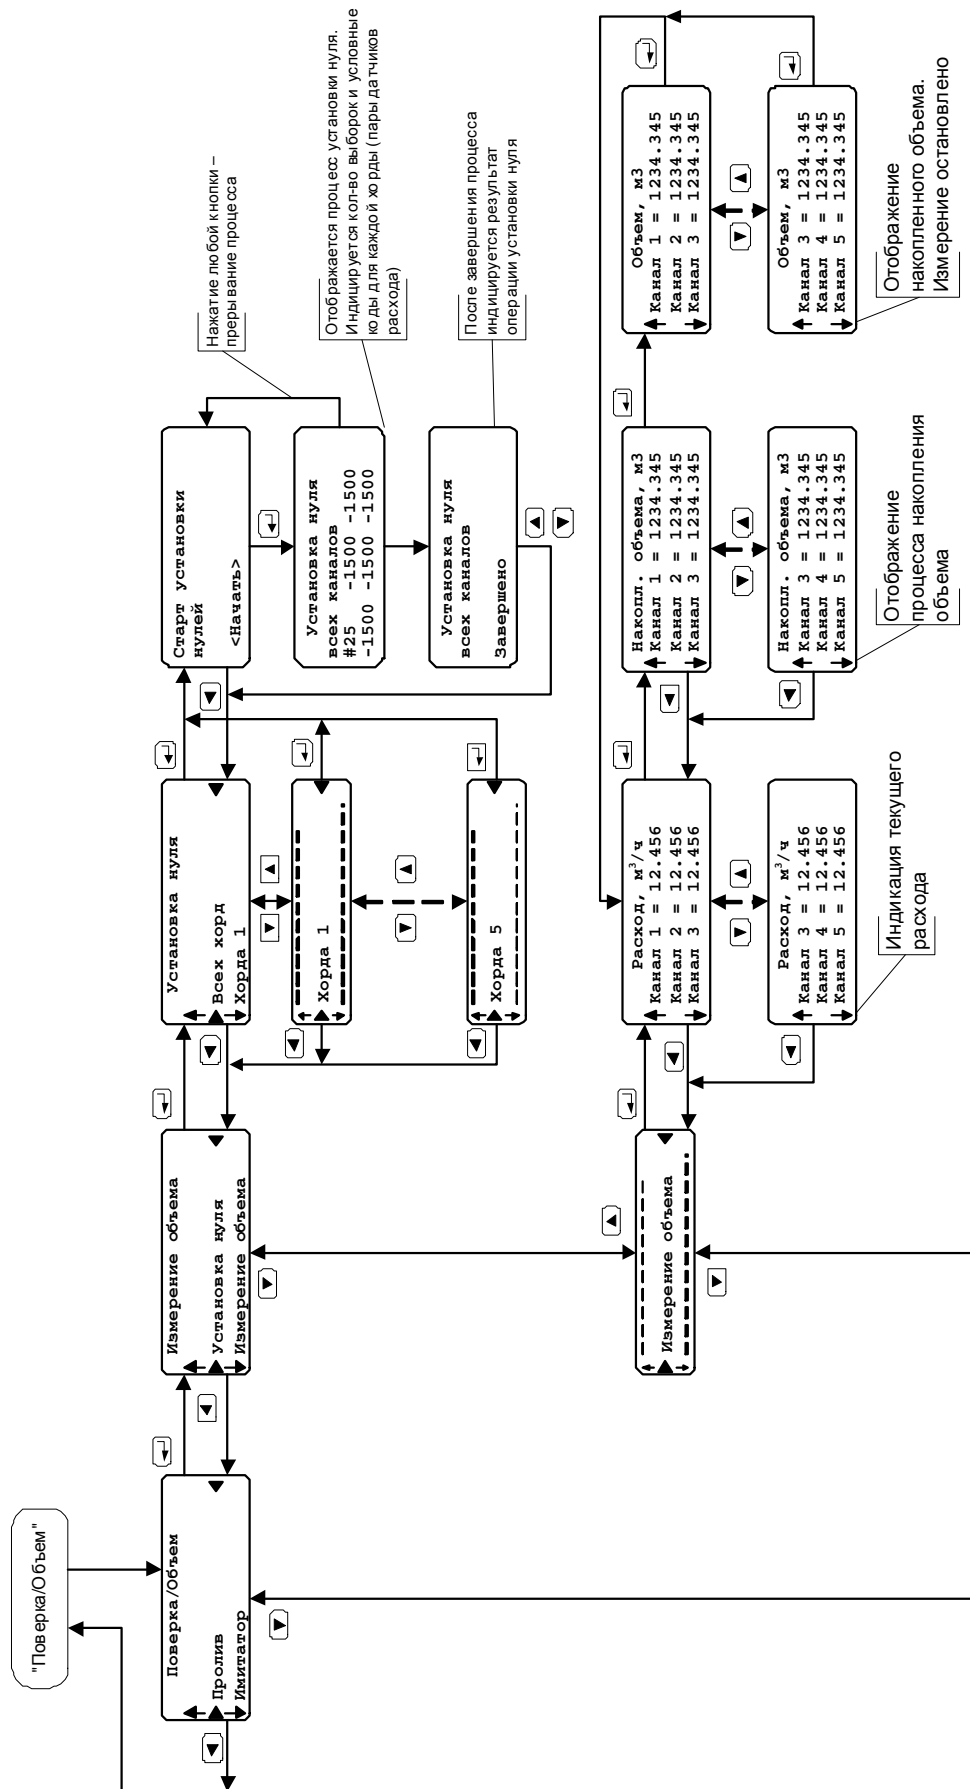 "Поверка/Объем"
Поверка/Объем
Пролив
Имитатор
Измерение объема
Установка нуля
Измерение объема
Установка нуля
Всех хорд
Хорда 1
Хорда 1
Хорда 5
Старт установки
нулей
<Начать>
Установка нуля
всех каналов
#25 -1500 -1500
-1500 -1500 -1500
Установка нуля
всех каналов
Завершено
Нажатие любой кнопки –
прерывание процесса
Отображается процесс установки нуля.
Индицируется кол-во выборок и условные
коды для каждой хорды (пары датчиков
расхода)
После завершения процесса
индицируется результат
операции установки нуля
Измерение объема
Расход, м³/ч
Канал 1 = 12.456
Канал 2 = 12.456
Канал 3 = 12.456
Расход, м³/ч
Канал 3 = 12.456
Канал 4 = 12.456
Канал 5 = 12.456
Индикация текущего
расхода
Накопл. объема, м3
Канал 1 = 1234.345
Канал 2 = 1234.345
Канал 3 = 1234.345
Накопл. объема, м3
Канал 3 = 1234.345
Канал 4 = 1234.345
Канал 5 = 1234.345
Отображение
процесса накопления
объема
Объем, м3
Канал 1 = 1234.345
Канал 2 = 1234.345
Канал 3 = 1234.345
Объем, м3
Канал 3 = 1234.345
Канал 4 = 1234.345
Канал 5 = 1234.345
Отображение
накопленного объема.
Измерение остановлено